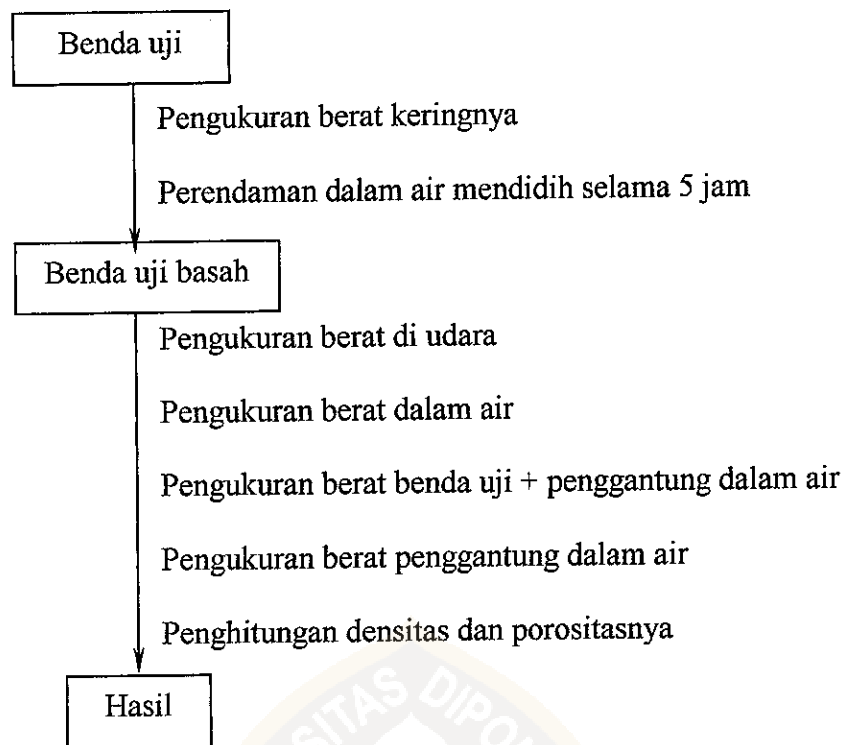 Benda uji
Pengukuran berat keringnya
Perendaman dalam air mendidih selama 5 jam
Benda uji basah
Pengukuran berat di udara
Pengukuran berat dalam air
Pengukuran berat benda uji + penggantung dalam air
Pengukuran berat penggantung dalam air
Penghitungan densitas dan porositasnya
Hasil